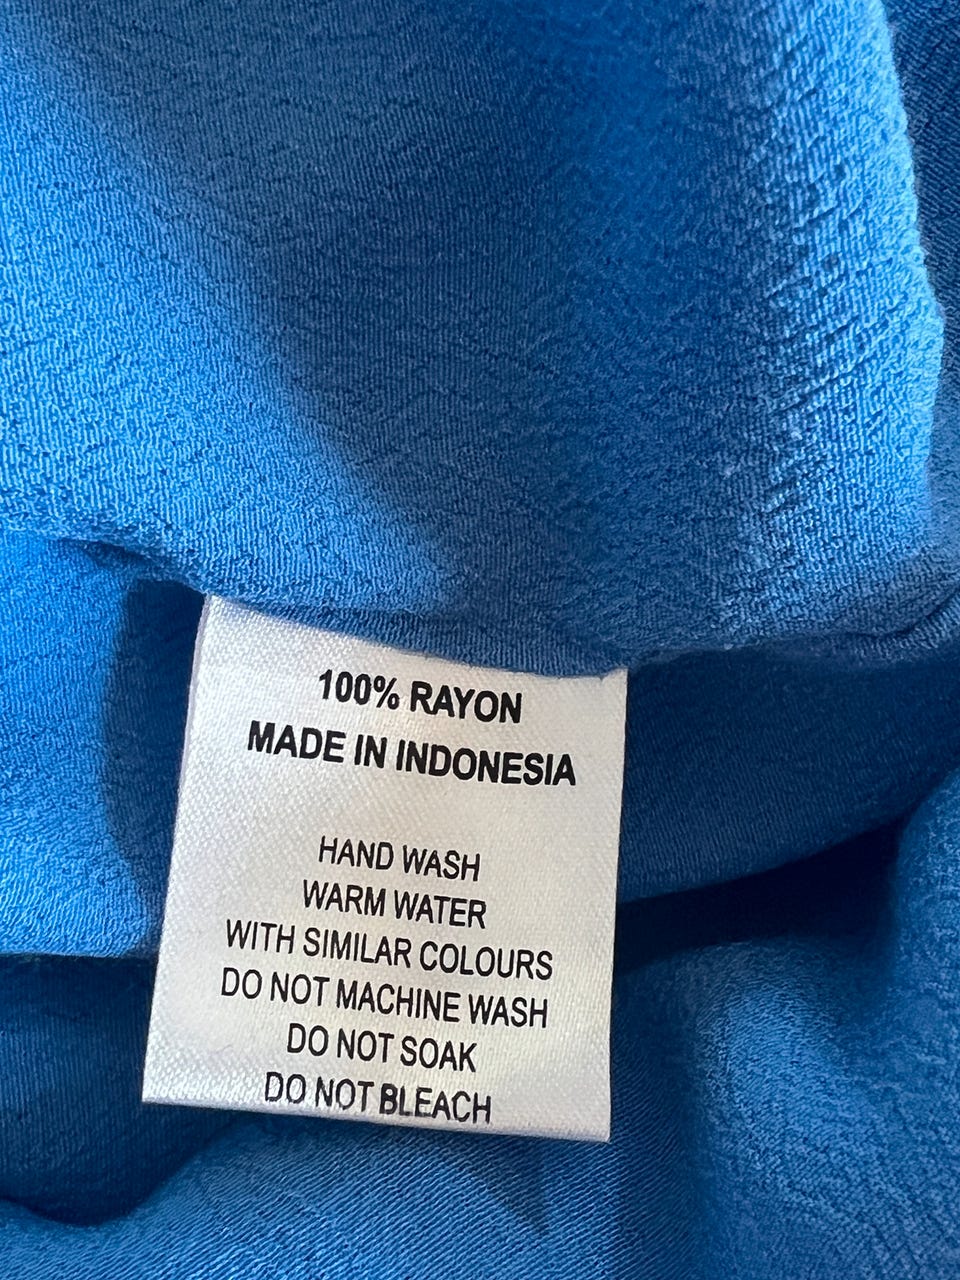 100% RAYON
MADE IN INDONESIA
HAND WASH
WARM WATER
WITH SIMILAR COLOURS
DO NOT MACHINE WASH
DO NOT SOAK
DO NOT BLEACH